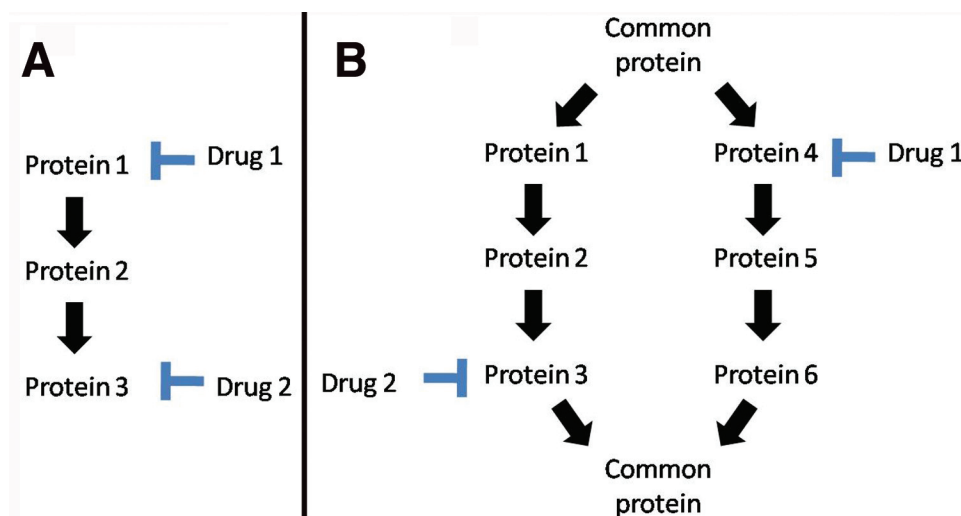 A
Protein 1
Drug 1
Protein 2
Protein 3
Drug 2
B
Common
protein
Protein 1
Protein 4
Drug 1
Protein 2
Protein 5
Drug 2
Protein 3
Protein 6
Common
protein